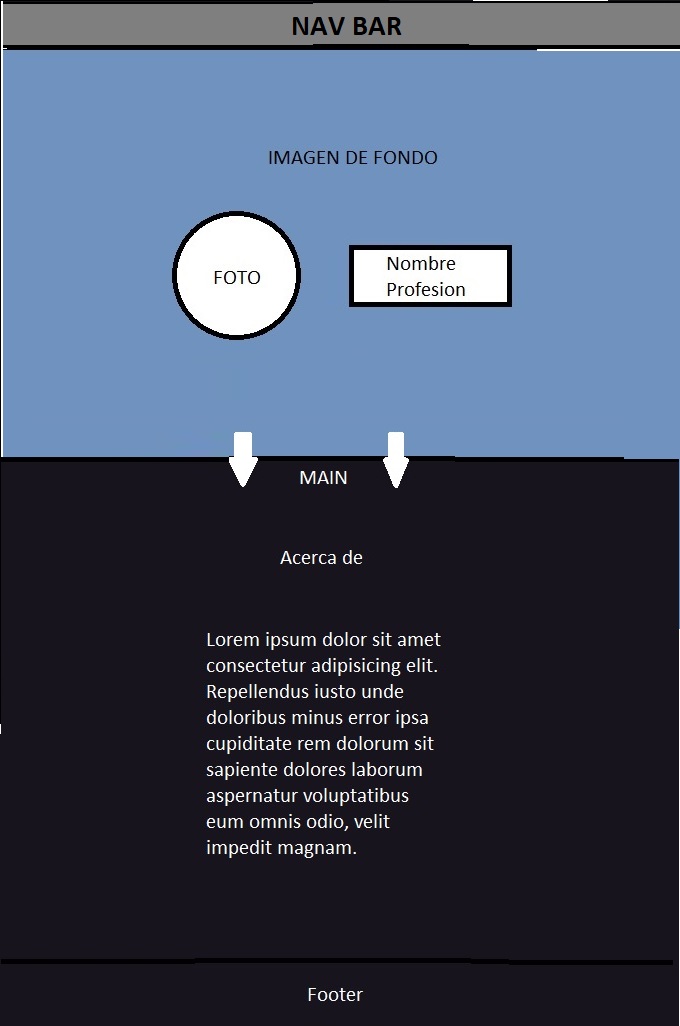 NAV BAR
IMAGEN DE FONDO
FOTO
Nombre
Profesion
MAIN
Acerca de
Lorem ipsum dolor sit amet
consectetur adipisicing elit.
Repellendus iusto unde
doloribus minus error ipsa
cupiditate rem dolorum sit
sapiente dolores laborum
aspernatur voluptatibus
eum omnis odio, velit
impedit magnam.
Footer